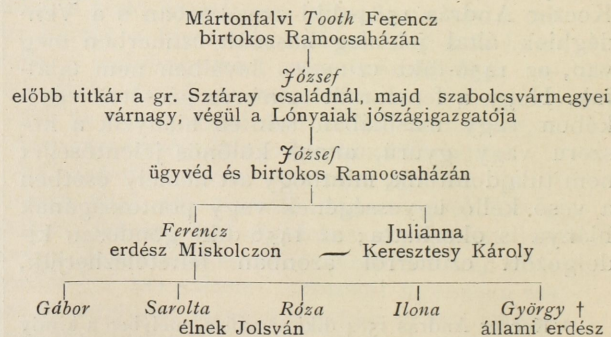 Mártonfalvi Tooth Ferencz
birtokos Ramocsaházán
József
előbb titkár a gr. Sztáray családnál, majd szabolcsvármegyei
várnagy, végül a Lónyaiak jószágigazgatója
József
ügyvéd és birtokos Ramocsaházán
Ferencz Julianna
erdész Miskolczon Keresztesy Károly
Gábor Sarolta Róza Ilona György †
élnek Jolsván állami erdész